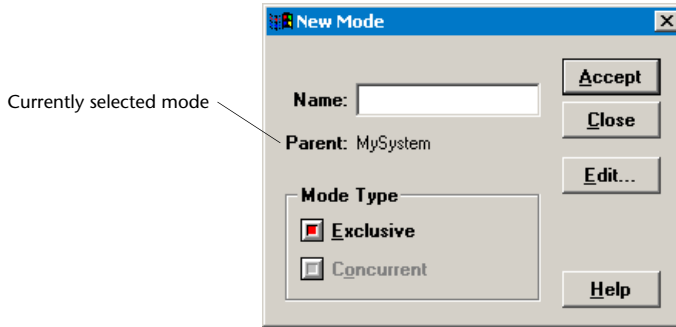 New Mode
Currently selected mode
Name:
Parent: MySystem
Mode Type
Exclusive
Concurrent
Accept
Close
Edit...
Help